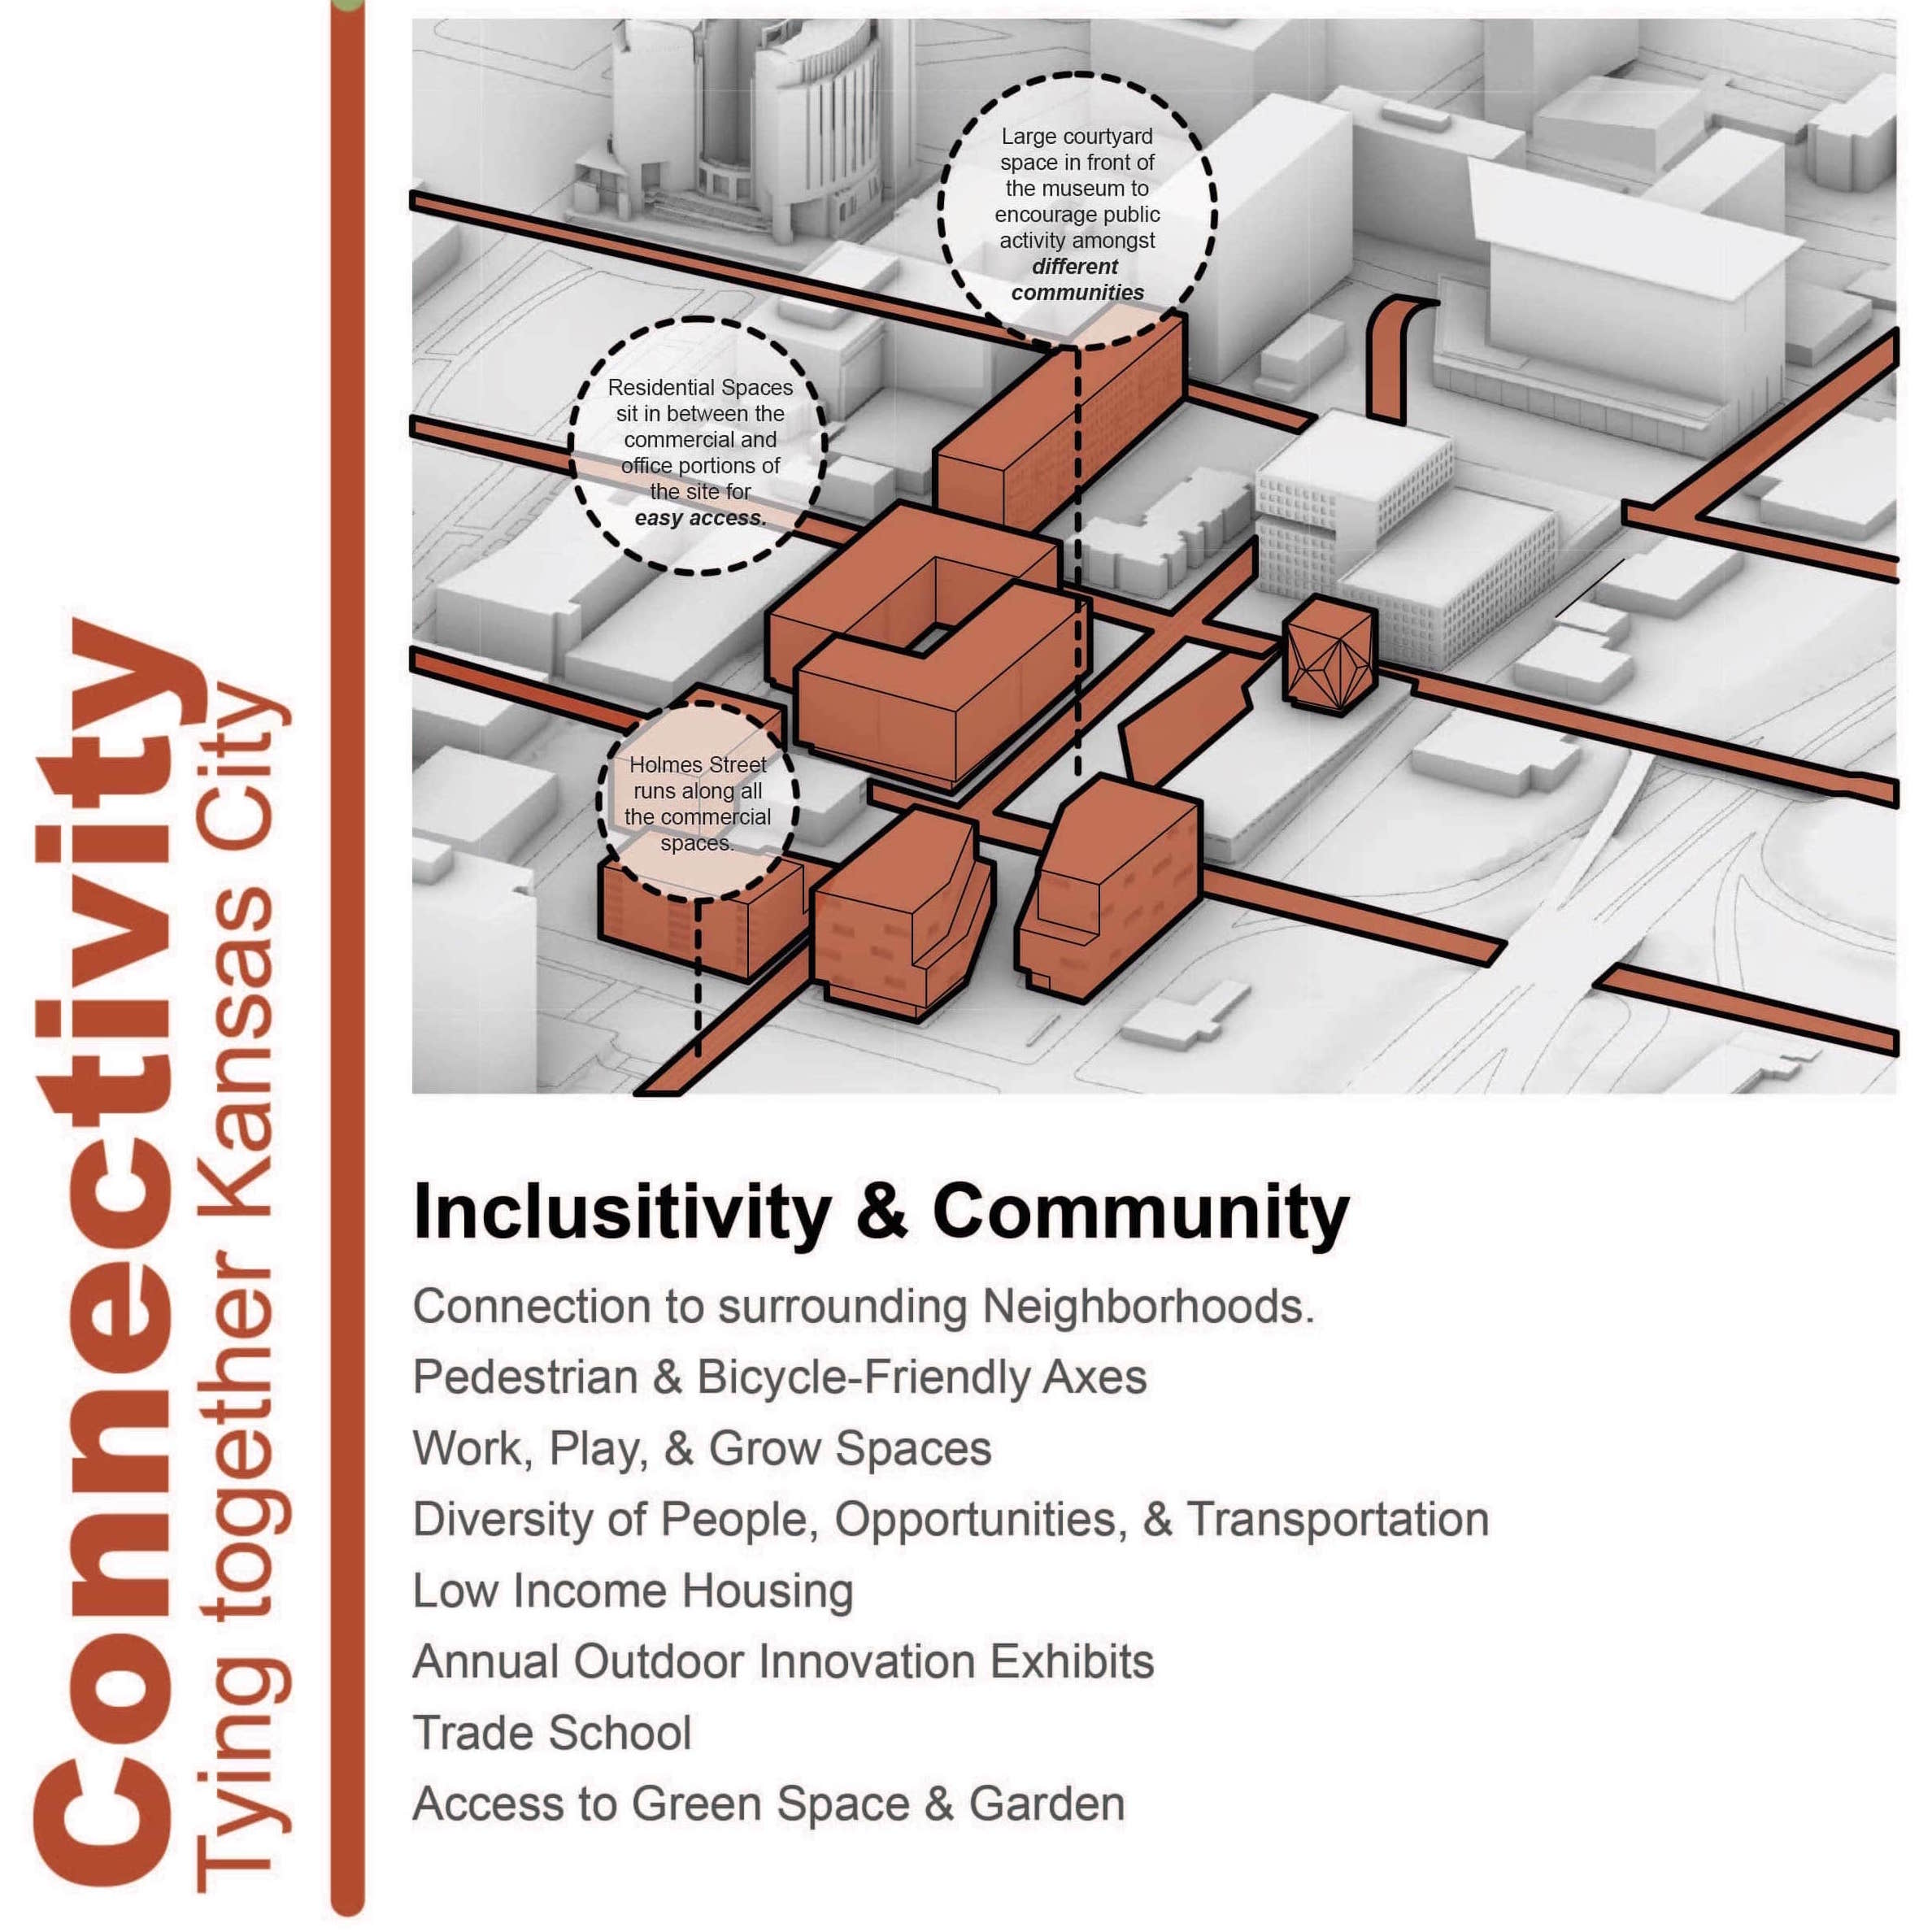 Connectivity
Tying together Kansas City
Large courtyard
space in front of
the museum to
encourage public
activity amongst
different
communities
Residential Spaces
sit in between the
commercial and
office portions of
the site for
easy access.
Holmes Street
runs along all
the commercial
spaces.
Inclusitivity & Community
Connection to surrounding Neighborhoods.
Pedestrian & Bicycle-Friendly Axes
Work, Play, & Grow Spaces
Diversity of People, Opportunities, & Transportation
Low Income Housing
Annual Outdoor Innovation Exhibits
Trade School
Access to Green Space & Garden